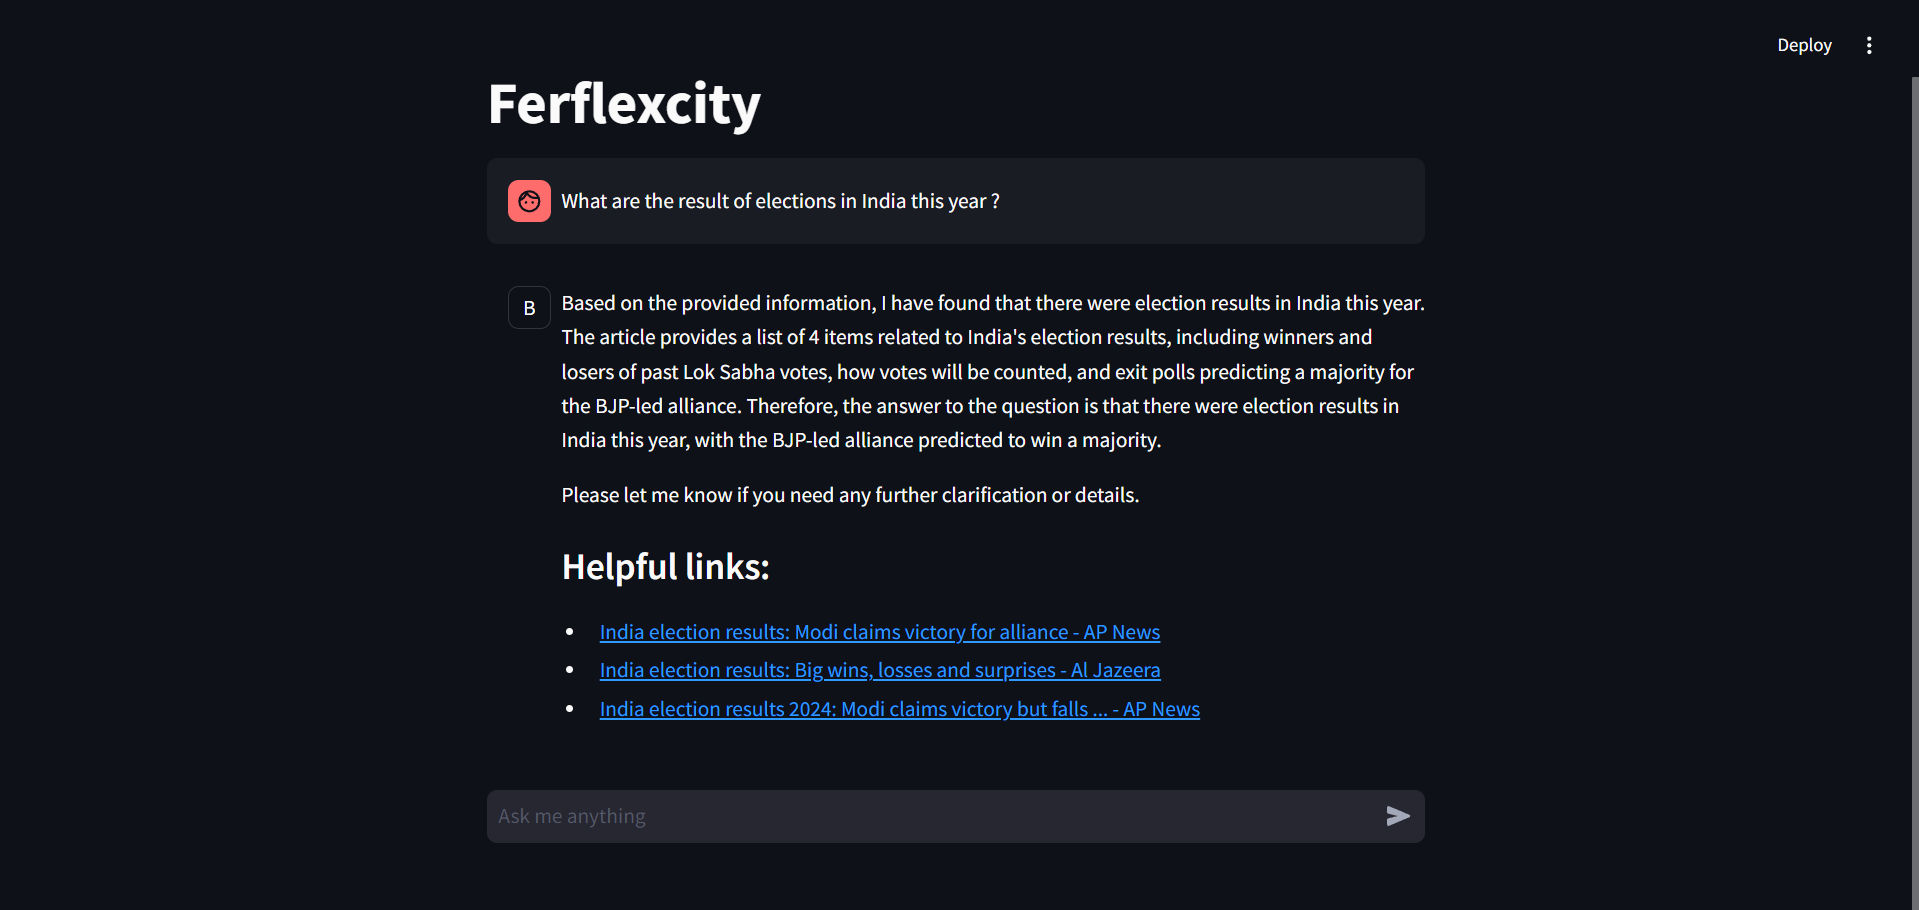 Deploy
Ferflexcity
What are the result of elections in India this year ?
B
Based on the provided information, I have found that there were election results in India this year.
The article provides a list of 4 items related to India's election results, including winners and
losers of past Lok Sabha votes, how votes will be counted, and exit polls predicting a majority for
the BJP-led alliance. Therefore, the answer to the question is that there were election results in
India this year, with the BJP-led alliance predicted to win a majority.
Please let me know if you need any further clarification or details.
Helpful links:
India election results: Modi claims victory for alliance - AP News
India election results: Big wins, losses and surprises - Al Jazeera
India election results 2024: Modi claims victory but falls ... - AP News
Ask me anything